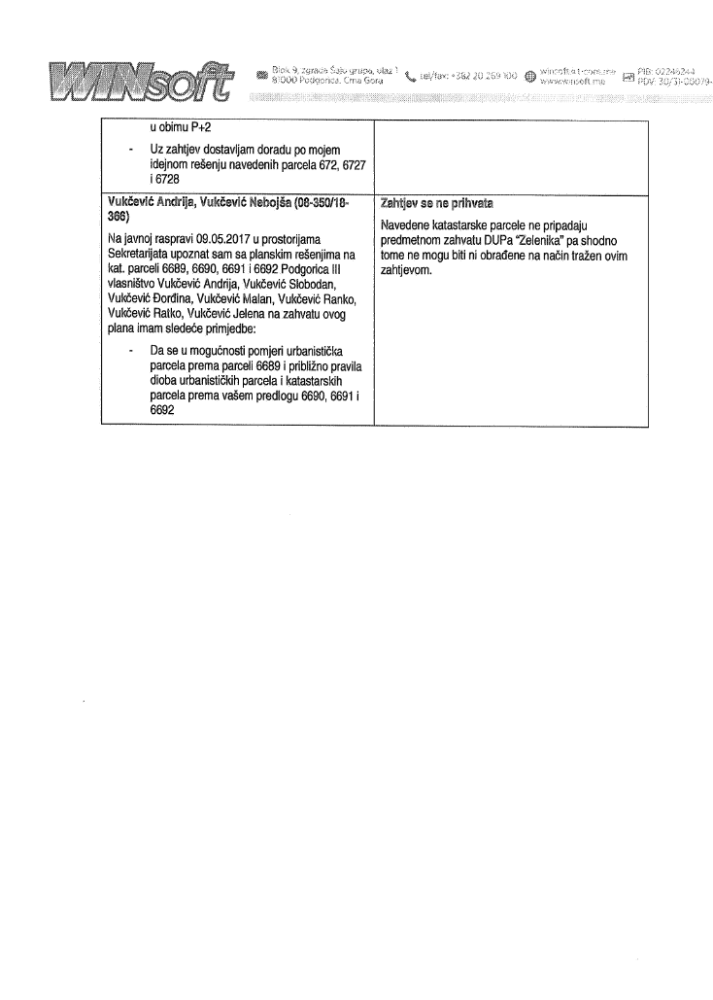 WINsoft
Blok 9, zgrada Šaju grupa, ulaz 1
81000 Podgorica, Crna Gora
tel/fax: +382 20 269 100
winsoft@t-com.me
www.winsoft.me
PIB: 02246244
PDV: 30/31-00079-
u obimu P+2
- Uz zahtjev dostavljam doradu po mojem
idejnom rešenju navedenih parcela 672, 6727
i 6728
Vukčević Andrija, Vukčević Nebojša (08-350/18-
366)
Na javnoj raspravi 09.05.2017 u prostorijama
Sekretarijata upoznat sam sa planskim rešenjima na
kat. parceli 6689, 6690, 6691 i 6692 Podgorica III
vlasništvo Vukčević Andrija, Vukčević Slobodan,
Vukčević Đorđina, Vukčević Malan, Vukčević Ranko,
Vukčević Ratko, Vukčević Jelena na zahvatu ovog
plana imam sledeće primjedbe:
- Da se u mogućnosti pomjeri urbanistička
parcela prema parceli 6689 i približno pravila
dioba urbanističkih parcela i katastarskih
parcela prema vašem predlogu 6690, 6691 i
6692
Zahtjev se ne prihvata
Navedene katastarske parcele ne pripadaju
predmetnom zahvatu DUPa “Zelenika” pa shodno
tome ne mogu biti ni obrađene na način tražen ovim
zahtjevom.